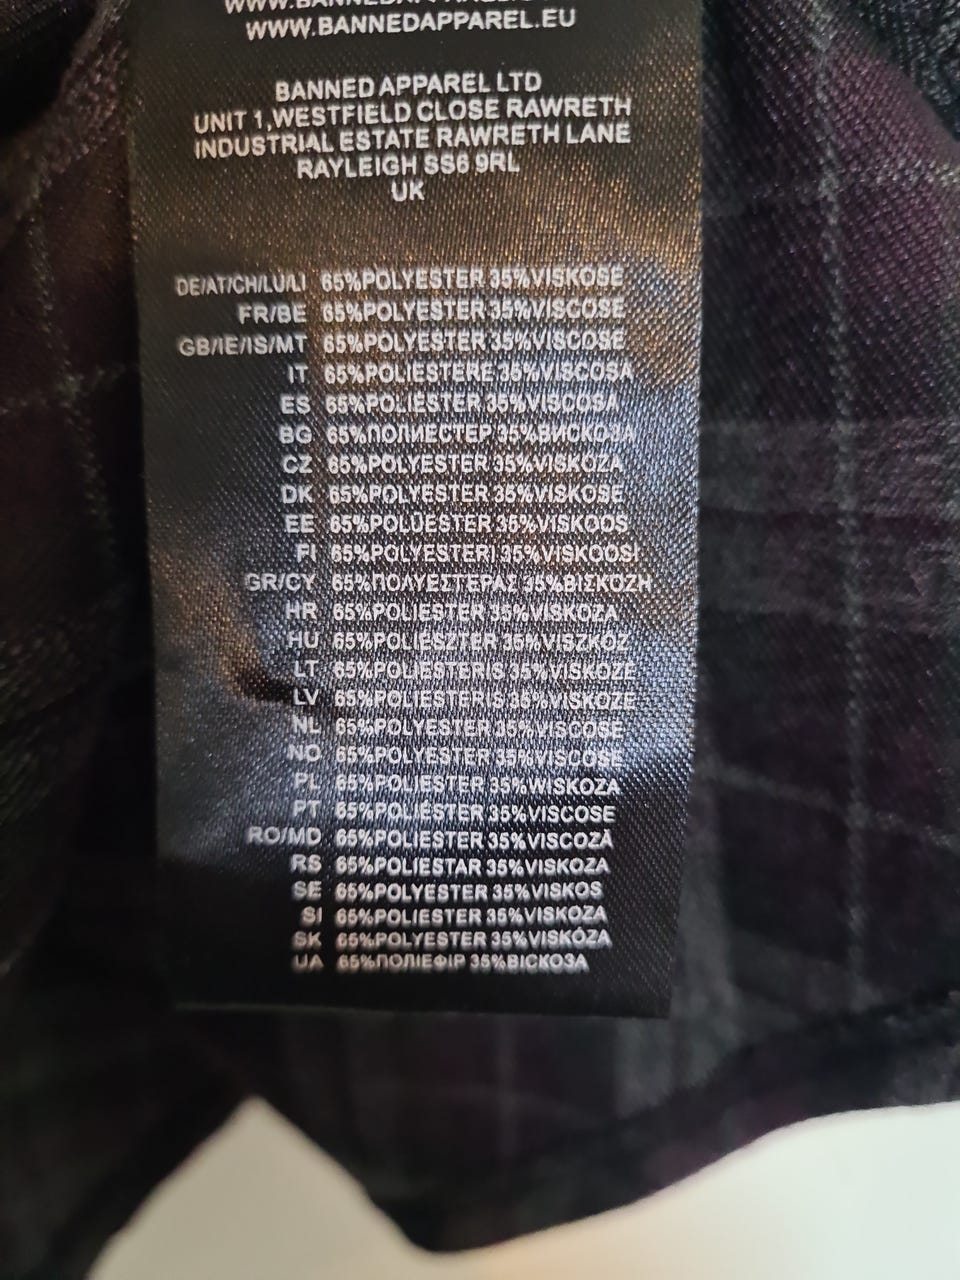 WWW.BANNEDAPPAREL.EU
BANNED APPAREL LTD
UNIT 1,WESTFIELD CLOSE RAWRETH
INDUSTRIAL ESTATE RAWRETH LANE
RAYLEIGH SS6 9RL
UK
DE/AT/CH/LU/LI 65%POLYESTER 35%VISKOSE
FR/BE 65%POLYESTER 35%VISCOSE
GB/IE/IS/MT 65%POLYESTER 35%VISCOSE
IT 65%POLIESTERE 35%VISCOSA
ES 65%POLIESTER 35%VISCOSA
BG 65%ПОЛИЕСТЕР 35%ВИСКОЗА
CZ 65%POLYESTER 35%VISKOZA
DK 65%POLYESTER 35%VISKOSE
EE 65%POLÜESTER 35%VISKOOS
FI 65%POLYESTERI 35%VISKOOSI
GR/CY 65%ΠΟΛΥΕΣΤΕΡΑΣ 35%ΒΙΣΚΟΖΗ
HR 65%POLIESTER 35%VISKOZA
HU 65%POLIÉSZTER 35%VISZKÓZ
LT 65%POLIESTERIS 35%VISKOZĖ
LV 65%POLIESTERIS 35%VISKOZE
NL 65%POLYESTER 35%VISCOSE
NO 65%POLYESTER 35%VISKOSE
PL 65%POLIESTER 35%WISKOZA
PT 65%POLIÉSTER 35%VISCOSE
RO/MD 65%POLIESTER 35%VISCOZĂ
RS 65%POLIESTAR 35%VISKOZA
SE 65%POLYESTER 35%VISKOS
SI 65%POLIESTER 35%VISKOZA
SK 65%POLYESTER 35%VISKÓZA
UA 65%ПОЛІЕФІР 35%ВІСКОЗА